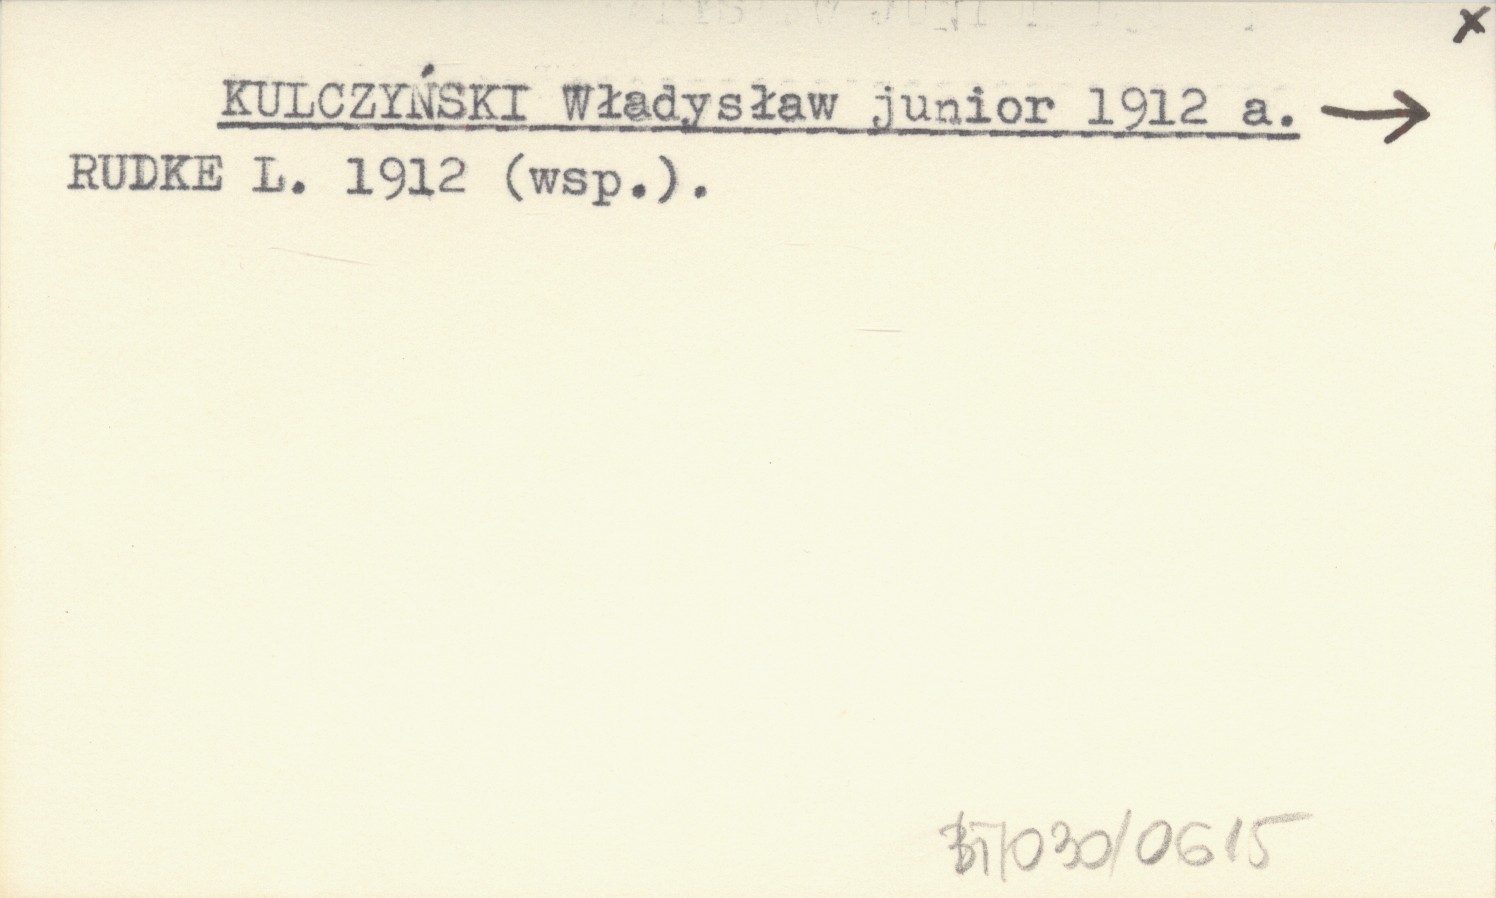 x
KULCZYŃSKI Władysław junior 1912 a. →
RUDKE L. 1912 (wsp.).
BT/030/0615